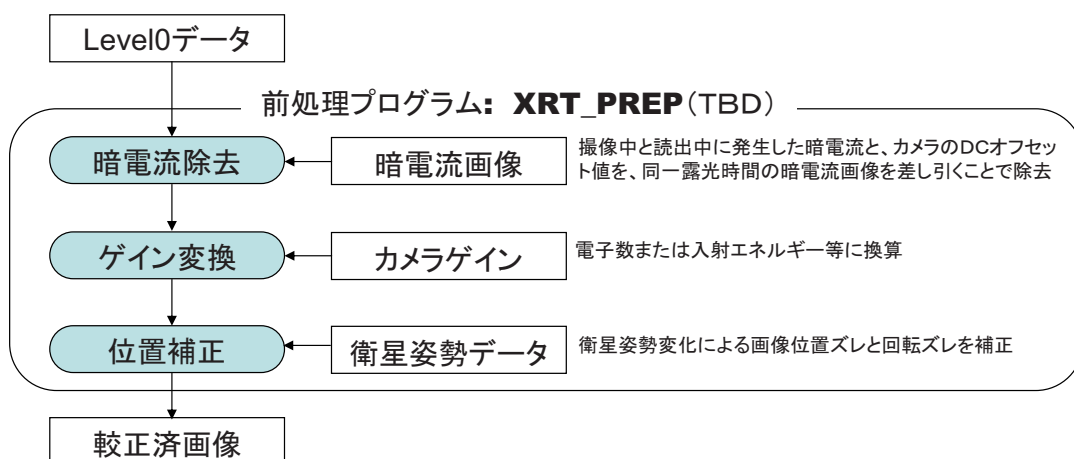 Level0データ
前処理プログラム: XRT_PREP(TBD)
暗電流除去
暗電流画像
撮像中と読出中に発生した暗電流と、カメラのDCオフセッ
ト値を、同一露光時間の暗電流画像を差し引くことで除去
ゲイン変換
カメラゲイン
電子数または入射エネルギー等に換算
位置補正
衛星姿勢データ
衛星姿勢変化による画像位置ズレと回転ズレを補正
較正済画像